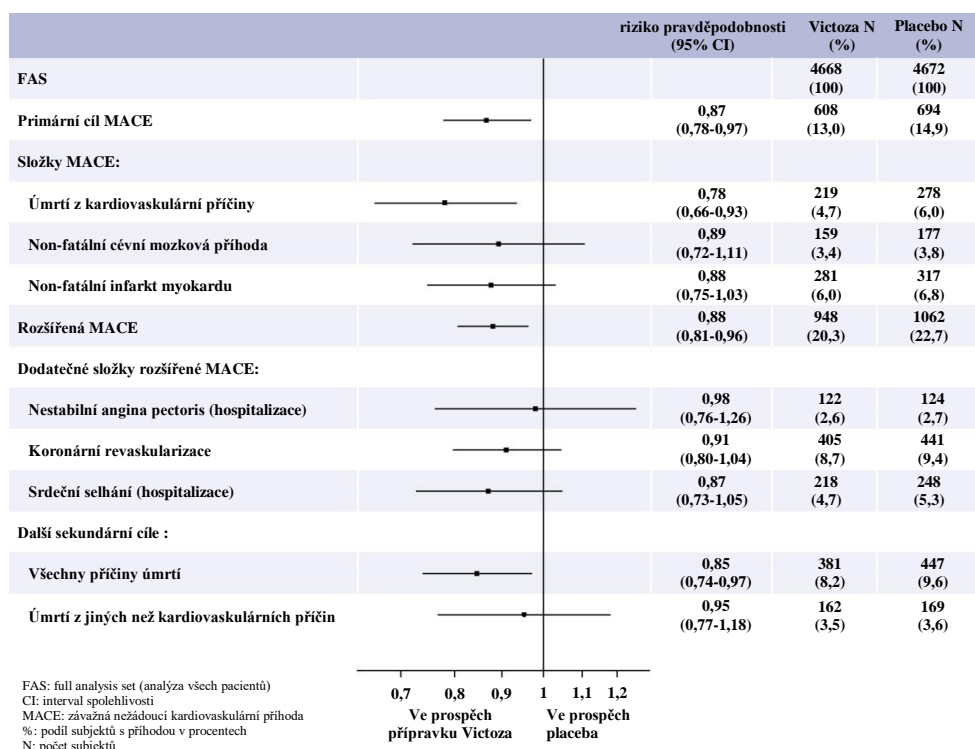 riziko pravděpodobnosti (95% CI) Victoza N (%) Placebo N (%)
FAS 4668 (100) 4672 (100)
Primární cíl MACE 0,87 (0,78-0,97) 608 (13,0) 694 (14,9)
Složky MACE:
Úmrtí z kardiovaskulární příčiny 0,78 (0,66-0,93) 219 (4,7) 278 (6,0)
Non-fatální cévní mozková příhoda 0,89 (0,72-1,11) 159 (3,4) 177 (3,8)
Non-fatální infarkt myokardu 0,88 (0,75-1,03) 281 (6,0) 317 (6,8)
Rozšířená MACE 0,88 (0,81-0,96) 948 (20,3) 1062 (22,7)
Dodatečné složky rozšířené MACE:
Nestabilní angina pectoris (hospitalizace) 0,98 (0,76-1,26) 122 (2,6) 124 (2,7)
Koronární revaskularizace 0,91 (0,80-1,04) 405 (8,7) 441 (9,4)
Srdeční selhání (hospitalizace) 0,87 (0,73-1,05) 218 (4,7) 248 (5,3)
Další sekundární cíle :
Všechny příčiny úmrtí 0,85 (0,74-0,97) 381 (8,2) 447 (9,6)
Úmrtí z jiných než kardiovaskulárních příčin 0,95 (0,77-1,18) 162 (3,5) 169 (3,6)
0,7 0,8 0,9 1 1,1 1,2
Ve prospěch přípravku Victoza
Ve prospěch placeba
FAS: full analysis set (analýza všech pacientů)
CI: interval spolehlivosti
MACE: závažná nežádoucí kardiovaskulární příhoda
%: podíl subjektů s příhodou v procentech
N: počet subjektů